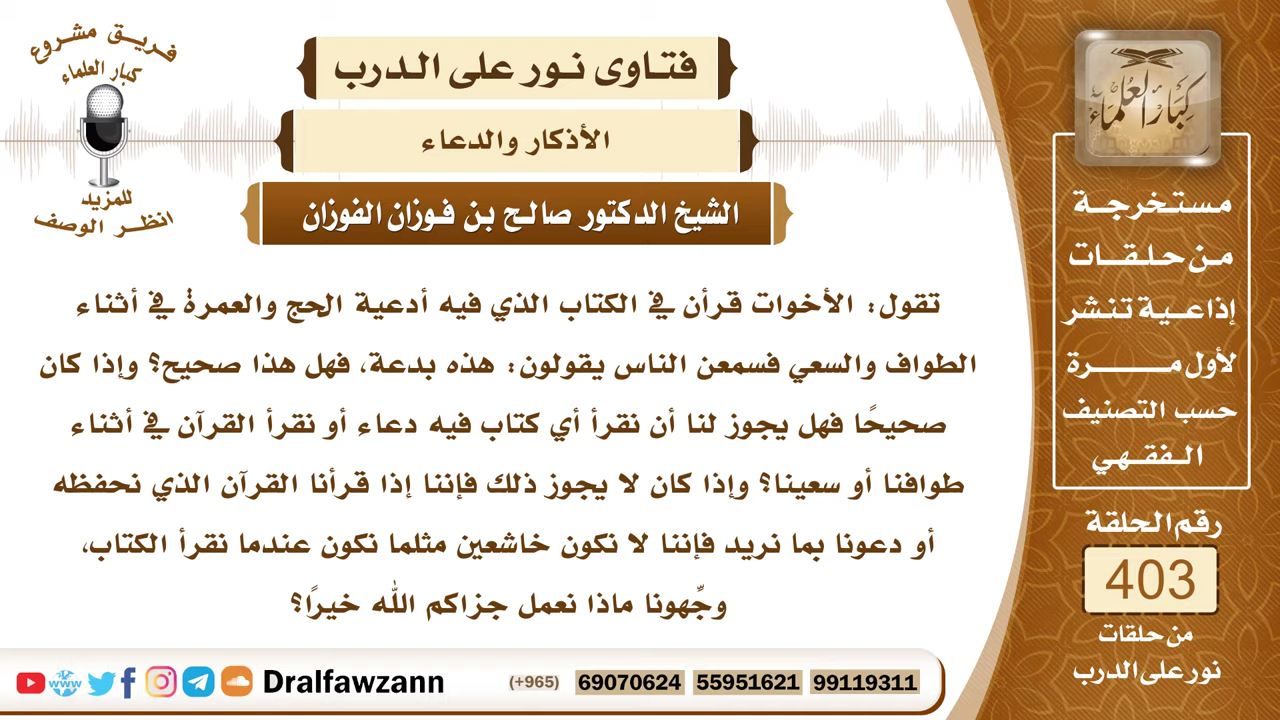 فريق مشروع
كبار العلماء
للمزيد
انظر الوصف
فتاوى نور على الدرب
الأذكار والدعاء
الشيخ الدكتور صالح بن فوزان الفوزان
تقول: الأخوات قرأن في الكتاب الذي فيه أدعية الحج والعمرة في أثناء
الطواف والسعي فسمعن الناس يقولون: هذه بدعة، فهل هذا صحيح؟ وإذا كان
صحيحًا فهل يجوز لنا أن نقرأ أي كتاب فيه دعاء أو نقرأ القرآن في أثناء
طوافنا أو سعينا؟ وإذا كان لا يجوز ذلك فإننا إذا قرأنا القرآن الذي نحفظه
أو دعونا بما نريد فإننا لا نكون خاشعين مثلما نكون عندما نقرأ الكتاب،
وجِّهونا ماذا نعمل جزاكم الله خيرًا؟
كبار العلماء
مستخرجة
من حلقات
إذاعية تنشر
لأول مرة
حسب التصنيف
الفقهي
رقم الحلقة
403
من حلقات
نور على الدرب
www Dralfawzann (+965) 69070624 55951621 99119311